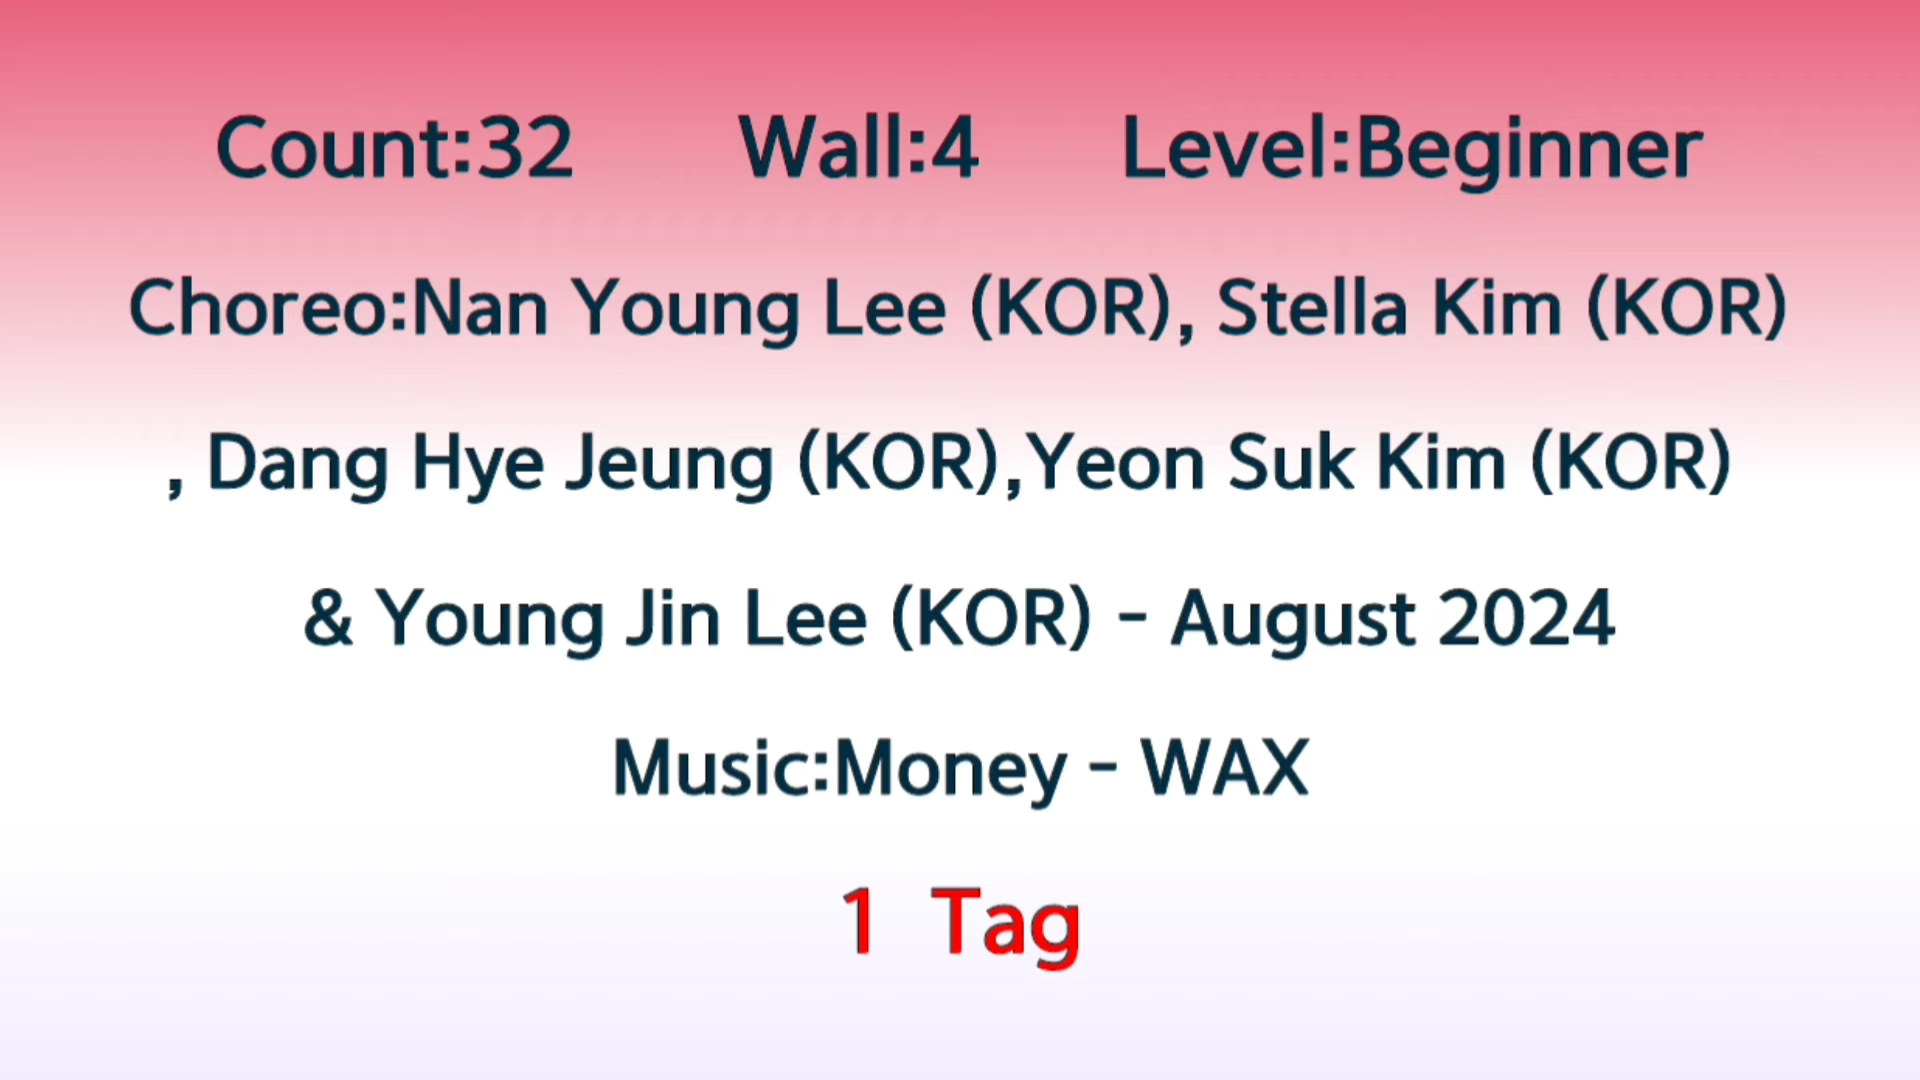 Count:32 Wall:4 Level:Beginner
Choreo:Nan Young Lee (KOR), Stella Kim (KOR)
, Dang Hye Jeung (KOR),Yeon Suk Kim (KOR)
& Young Jin Lee (KOR) - August 2024
Music:Money - WAX
1 Tag